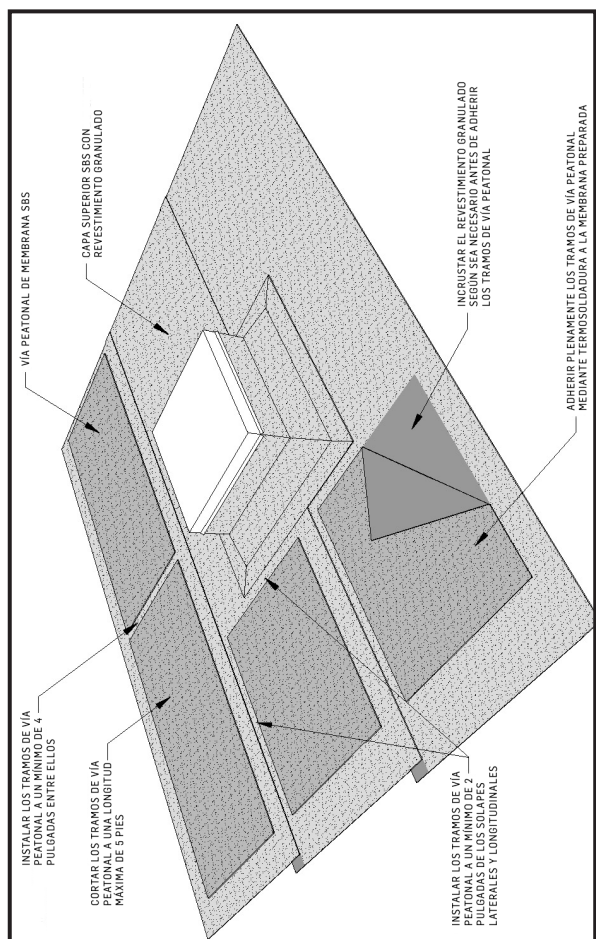 INSTALAR LOS TRAMOS DE VÍA
PEATONAL A UN MÍNIMO DE 4
PULGADAS ENTRE ELLOS
VÍA PEATONAL DE MEMBRANA SBS
CAPA SUPERIOR SBS CON
REVESTIMIENTO GRANULADO
CORTAR LOS TRAMOS DE VÍA
PEATONAL A UNA LONGITUD
MÁXIMA DE 5 PIES
INCRUSTAR EL REVESTIMIENTO GRANULADO
SEGÚN SEA NECESARIO ANTES DE ADHERIR
LOS TRAMOS DE VÍA PEATONAL
INSTALAR LOS TRAMOS DE VÍA
PEATONAL A UN MÍNIMO DE 2
PULGADAS DE LOS SOLAPES
LATERALES Y LONGITUDINALES
ADHERIR PLENAMENTE LOS TRAMOS DE VÍA PEATONAL
MEDIANTE TERMOSOLDADURA A LA MEMBRANA PREPARADA